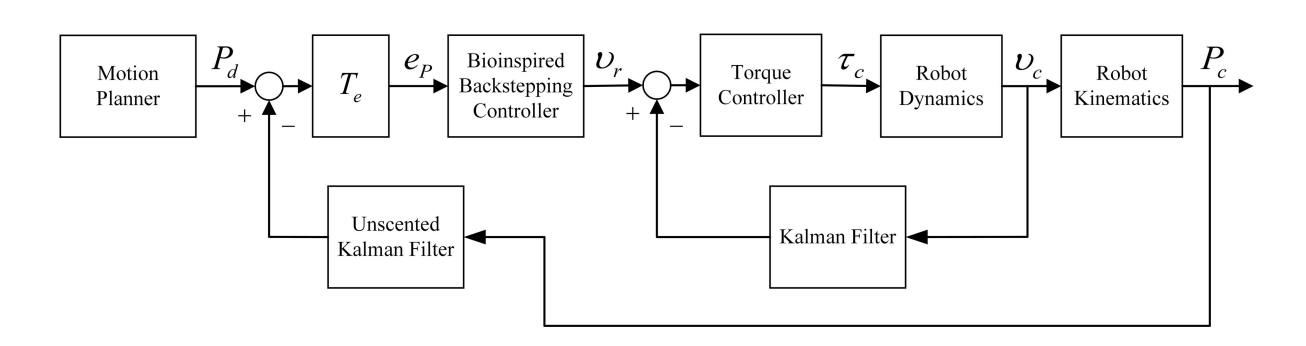 Motion
Planner
P_d
+
−
T_e
e_P
Bioinspired
Backstepping
Controller
υ_r
+
−
Torque
Controller
τ_c
Robot
Dynamics
υ_c
Robot
Kinematics
P_c
Unscented
Kalman Filter
Kalman Filter